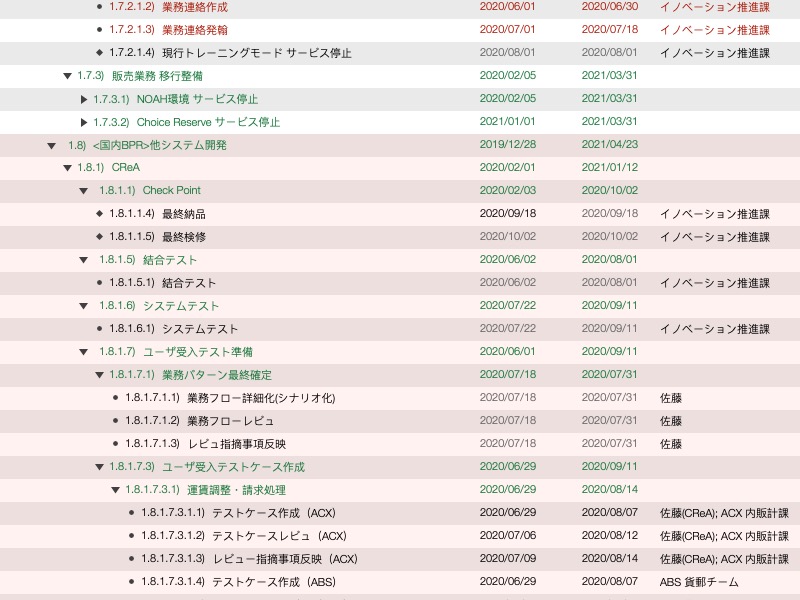 1.7.2.1.2) 業務連絡作成 2020/06/01 2020/06/30 イノベーション推進課
1.7.2.1.3) 業務連絡発翰 2020/07/01 2020/07/18 イノベーション推進課
1.7.2.1.4) 現行トレーニングモード サービス停止 2020/08/01 2020/08/01 イノベーション推進課
1.7.3) 販売業務 移行整備 2020/02/05 2021/03/31
1.7.3.1) NOAH環境 サービス停止 2020/02/05 2021/03/31
1.7.3.2) Choice Reserve サービス停止 2021/01/01 2021/03/31
1.8) <国内BPR>他システム開発 2019/12/28 2021/04/23
1.8.1) CReA 2020/02/01 2021/01/12
1.8.1.1) Check Point 2020/02/03 2020/10/02
1.8.1.1.4) 最終納品 2020/09/18 2020/09/18 イノベーション推進課
1.8.1.1.5) 最終検修 2020/10/02 2020/10/02 イノベーション推進課
1.8.1.5) 結合テスト 2020/06/02 2020/08/01
1.8.1.5.1) 結合テスト 2020/06/02 2020/08/01 イノベーション推進課
1.8.1.6) システムテスト 2020/07/22 2020/09/11
1.8.1.6.1) システムテスト 2020/07/22 2020/09/11 イノベーション推進課
1.8.1.7) ユーザ受入テスト準備 2020/06/01 2020/09/11
1.8.1.7.1) 業務パターン最終確定 2020/07/18 2020/07/31
1.8.1.7.1.1) 業務フロー詳細化(シナリオ化) 2020/07/18 2020/07/31 佐藤
1.8.1.7.1.2) 業務フローレビュ 2020/07/18 2020/07/31 佐藤
1.8.1.7.1.3) レビュ指摘事項反映 2020/07/18 2020/07/31 佐藤
1.8.1.7.3) ユーザ受入テストケース作成 2020/06/29 2020/09/11
1.8.1.7.3.1) 運賃調整・請求処理 2020/06/29 2020/08/14
1.8.1.7.3.1.1) テストケース作成（ACX) 2020/06/29 2020/08/07 佐藤(CReA); ACX 内販計課
1.8.1.7.3.1.2) テストケースレビュ（ACX) 2020/07/06 2020/08/12 佐藤(CReA); ACX 内販計課
1.8.1.7.3.1.3) レビュー指摘事項反映（ACX) 2020/07/09 2020/08/14 佐藤(CReA); ACX 内販計課
1.8.1.7.3.1.4) テストケース作成（ABS) 2020/06/29 2020/08/07 ABS 貨郵チーム